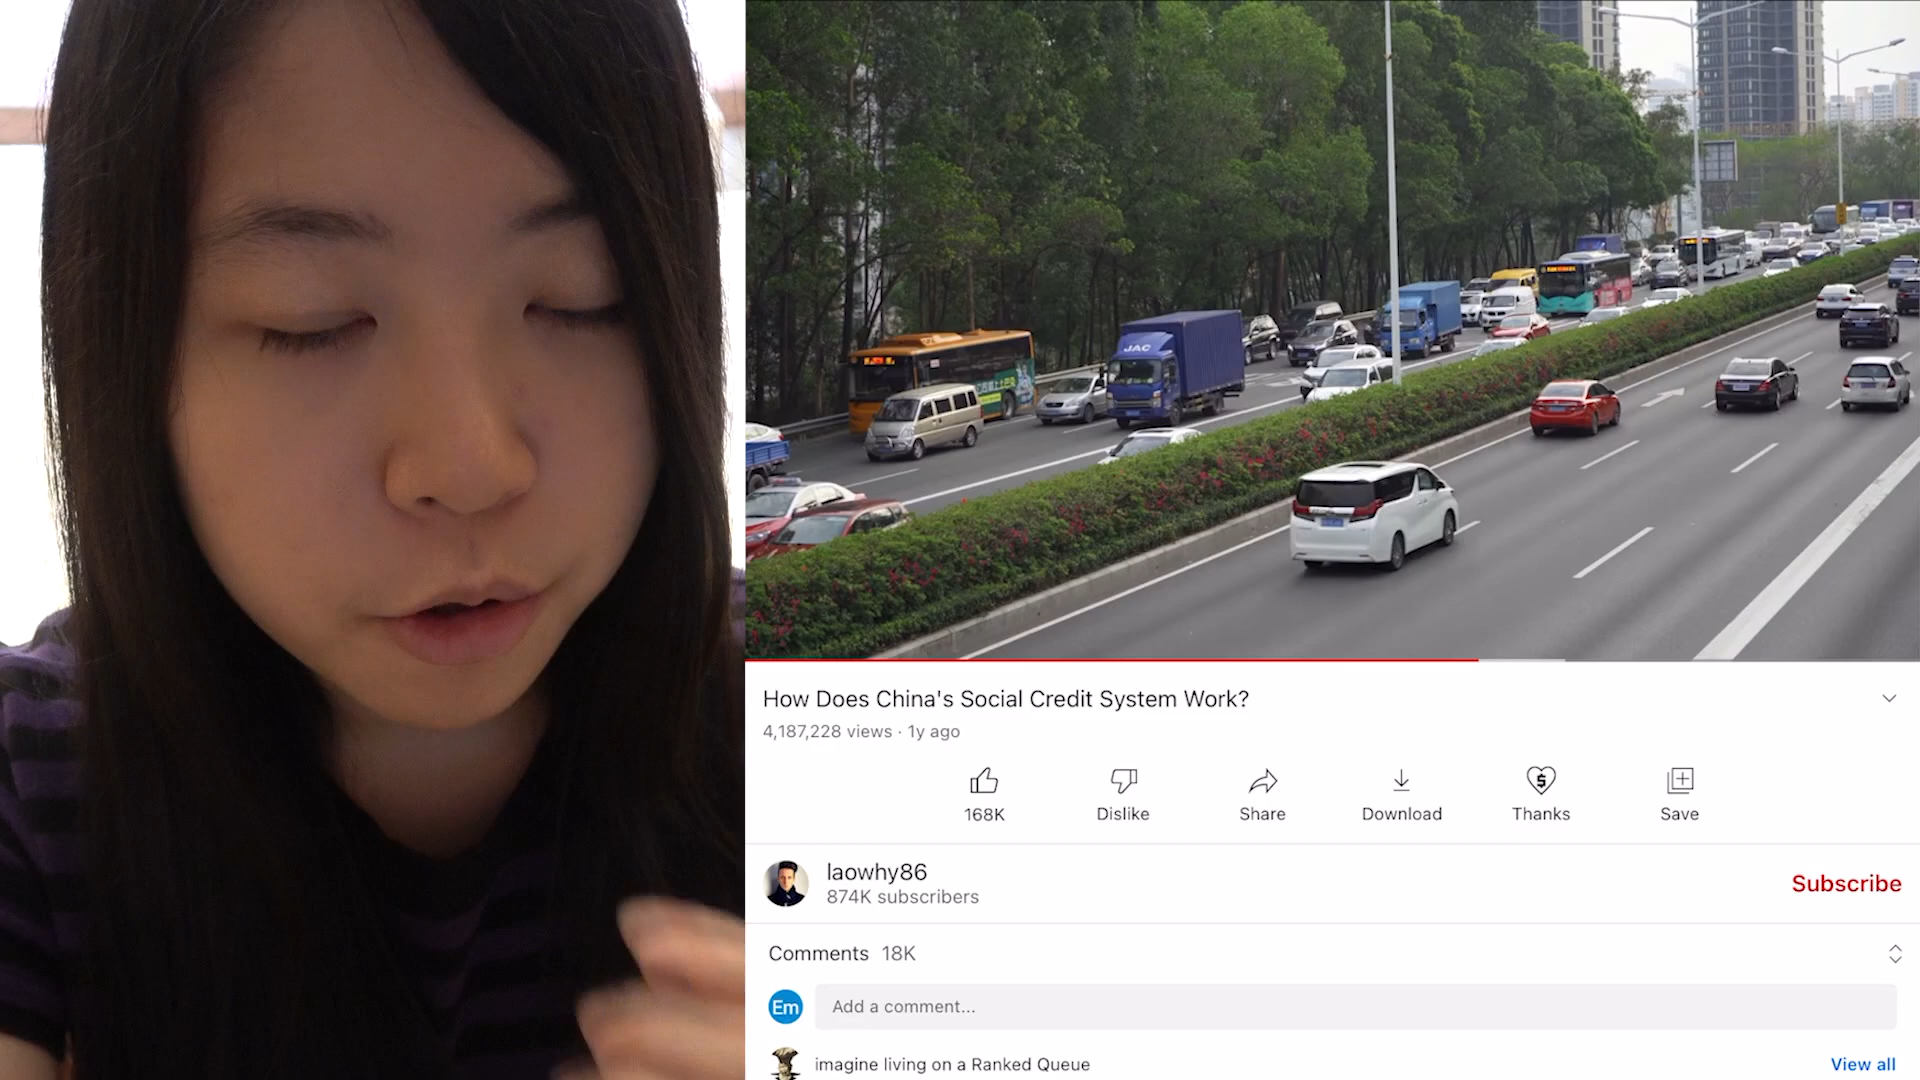 JAC
How Does China's Social Credit System Work?
4,187,228 views · 1y ago
168K
Dislike
Share
Download
Thanks
Save
laowhy86
874K subscribers
Subscribe
Comments 18K
Em
Add a comment...
imagine living on a Ranked Queue
View all